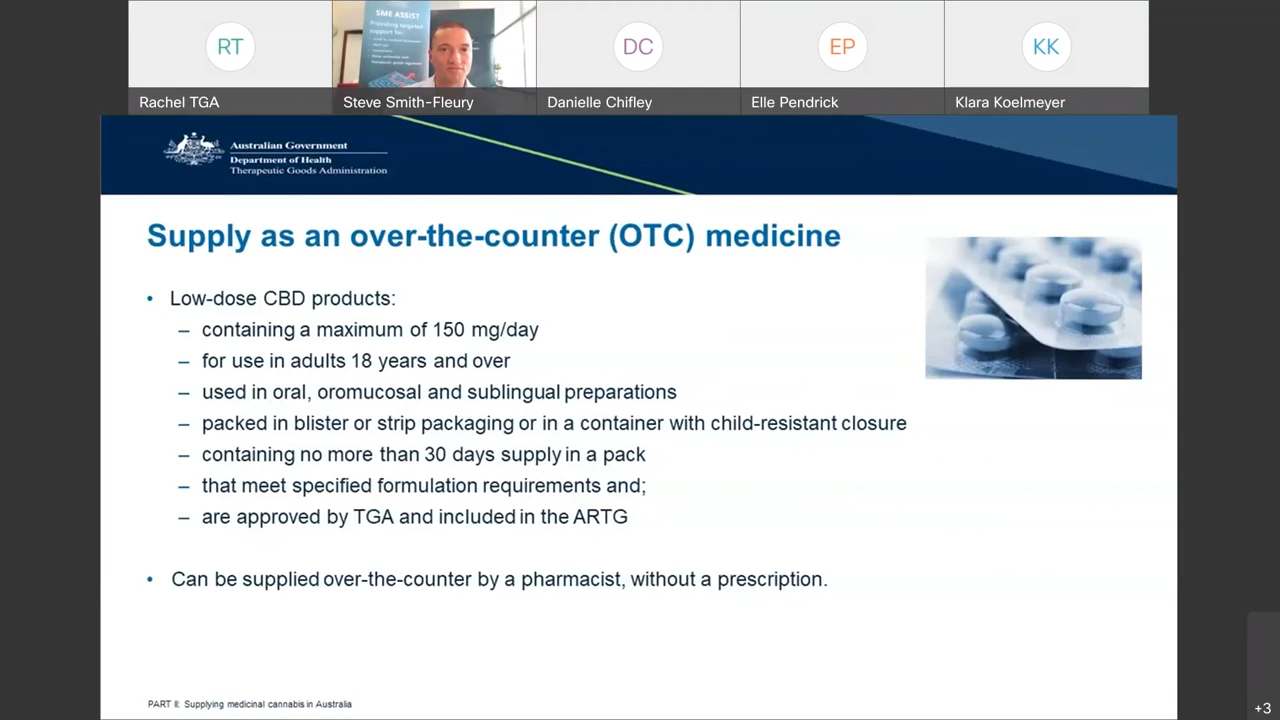 RT
SME ASSIST
Providing targeted
support for:
DC
EP
KK
Rachel TGA
Steve Smith-Fleury
Danielle Chifley
Elle Pendrick
Klara Koelmeyer
Australian Government
Department of Health
Therapeutic Goods Administration
Supply as an over-the-counter (OTC) medicine
• Low-dose CBD products:
– containing a maximum of 150 mg/day
– for use in adults 18 years and over
– used in oral, oromucosal and sublingual preparations
– packed in blister or strip packaging or in a container with child-resistant closure
– containing no more than 30 days supply in a pack
– that meet specified formulation requirements and;
– are approved by TGA and included in the ARTG
• Can be supplied over-the-counter by a pharmacist, without a prescription.
PART II: Supplying medicinal cannabis in Australia
+3